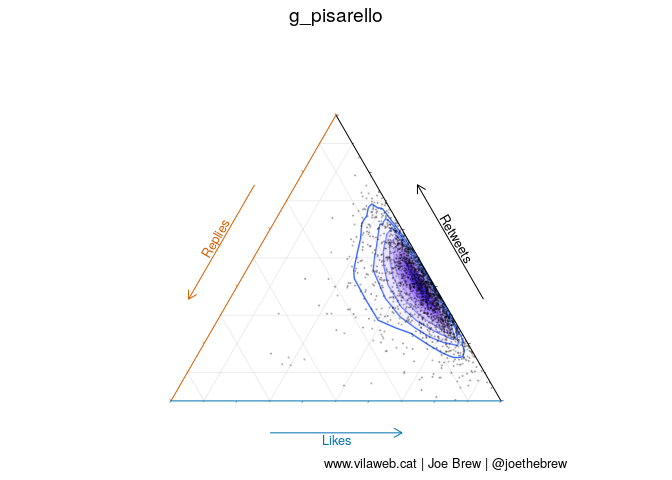 g_pisarello
Replies
Retweets
Likes
www.vilaweb.cat | Joe Brew | @joethebrew